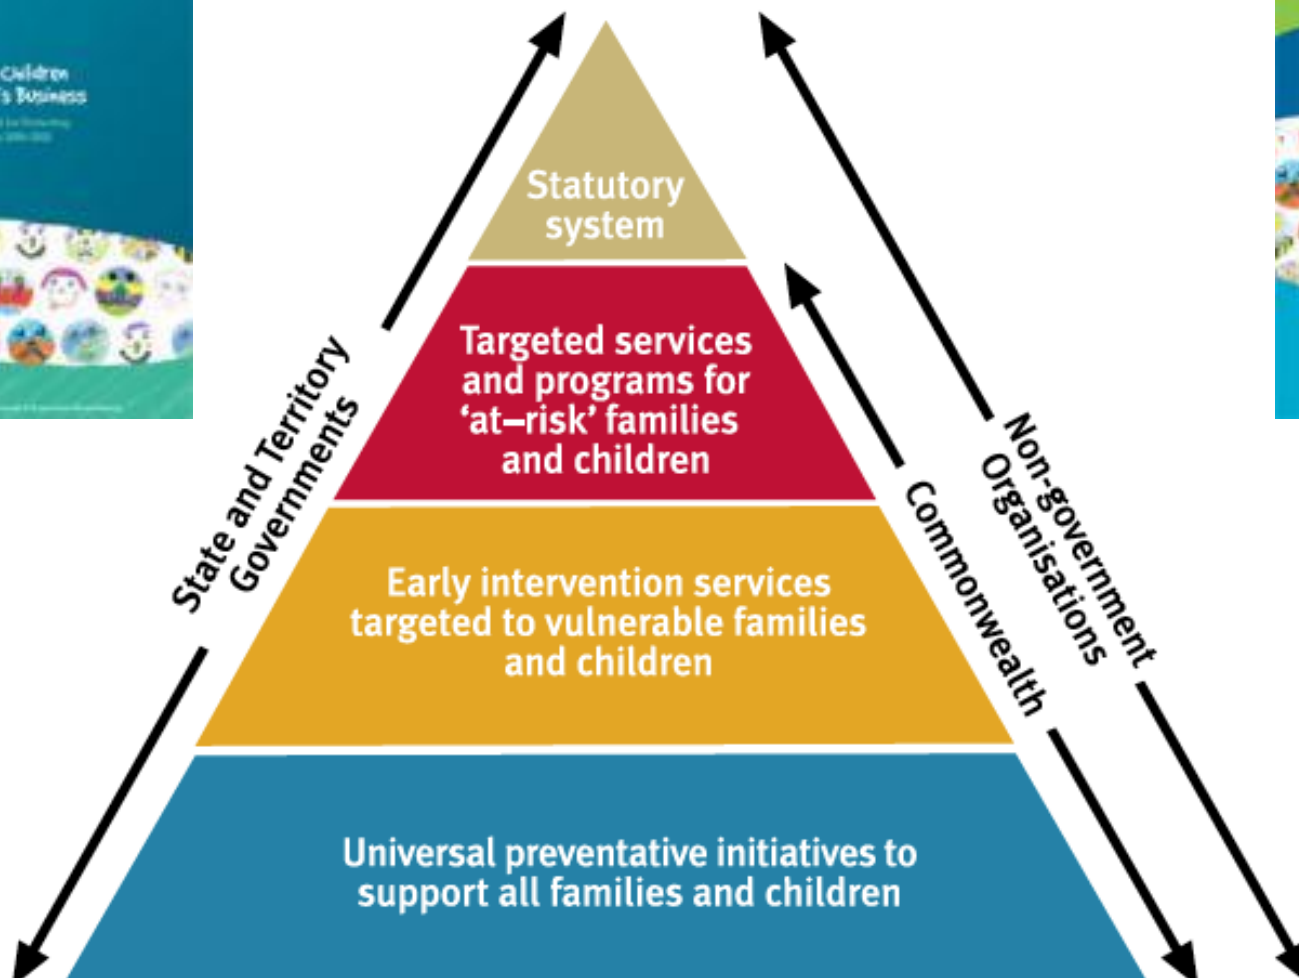 Children
's Business
Statutory
system
Targeted services
and programs for
‘at–risk’ families
and children
Early intervention services
targeted to vulnerable families
and children
Universal preventative initiatives to
support all families and children
State and Territory
Governments
Commonwealth
Non-government
Organisations